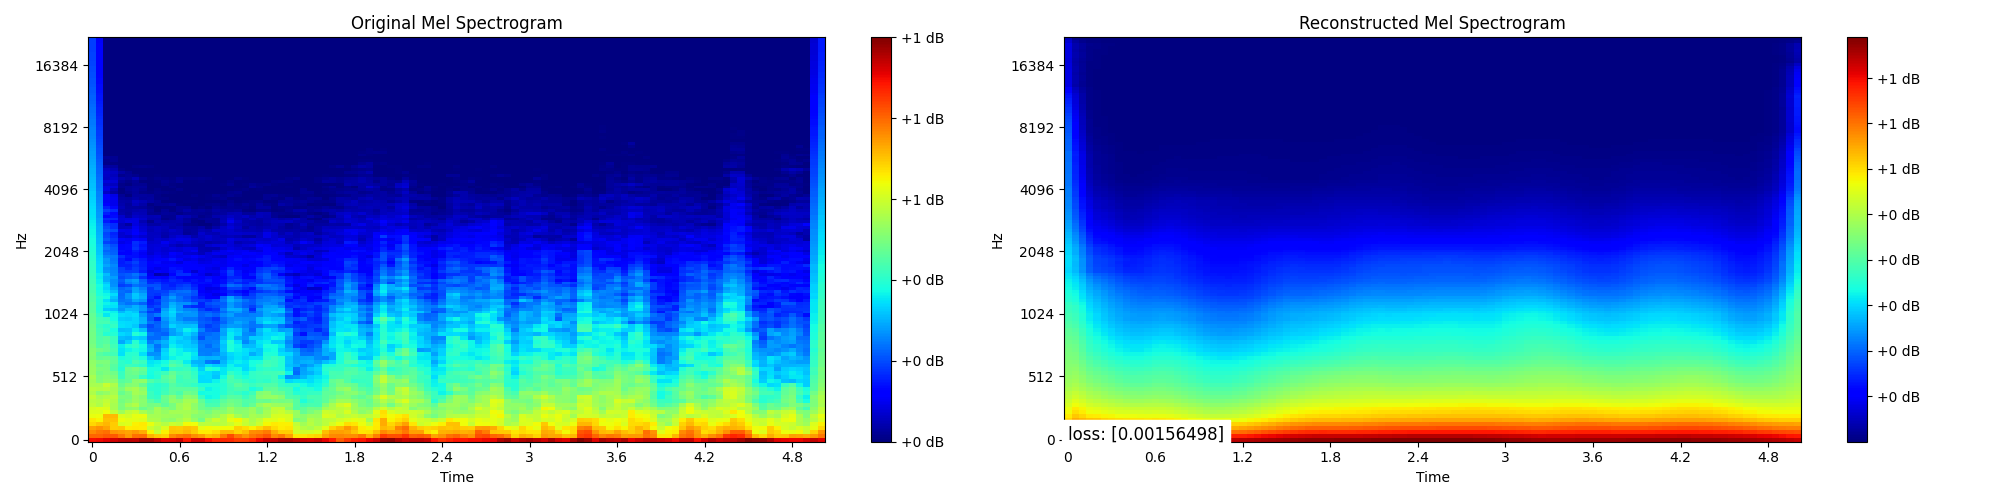 Original Mel Spectrogram
Hz
16384
8192
4096
2048
1024
512
0
0 0.6 1.2 1.8 2.4 3 3.6 4.2 4.8
Time
+1 dB
+1 dB
+1 dB
+0 dB
+0 dB
+0 dB
Reconstructed Mel Spectrogram
Hz
16384
8192
4096
2048
1024
512
0
loss: [0.00156498]
0 0.6 1.2 1.8 2.4 3 3.6 4.2 4.8
Time
+1 dB
+1 dB
+1 dB
+0 dB
+0 dB
+0 dB
+0 dB
+0 dB